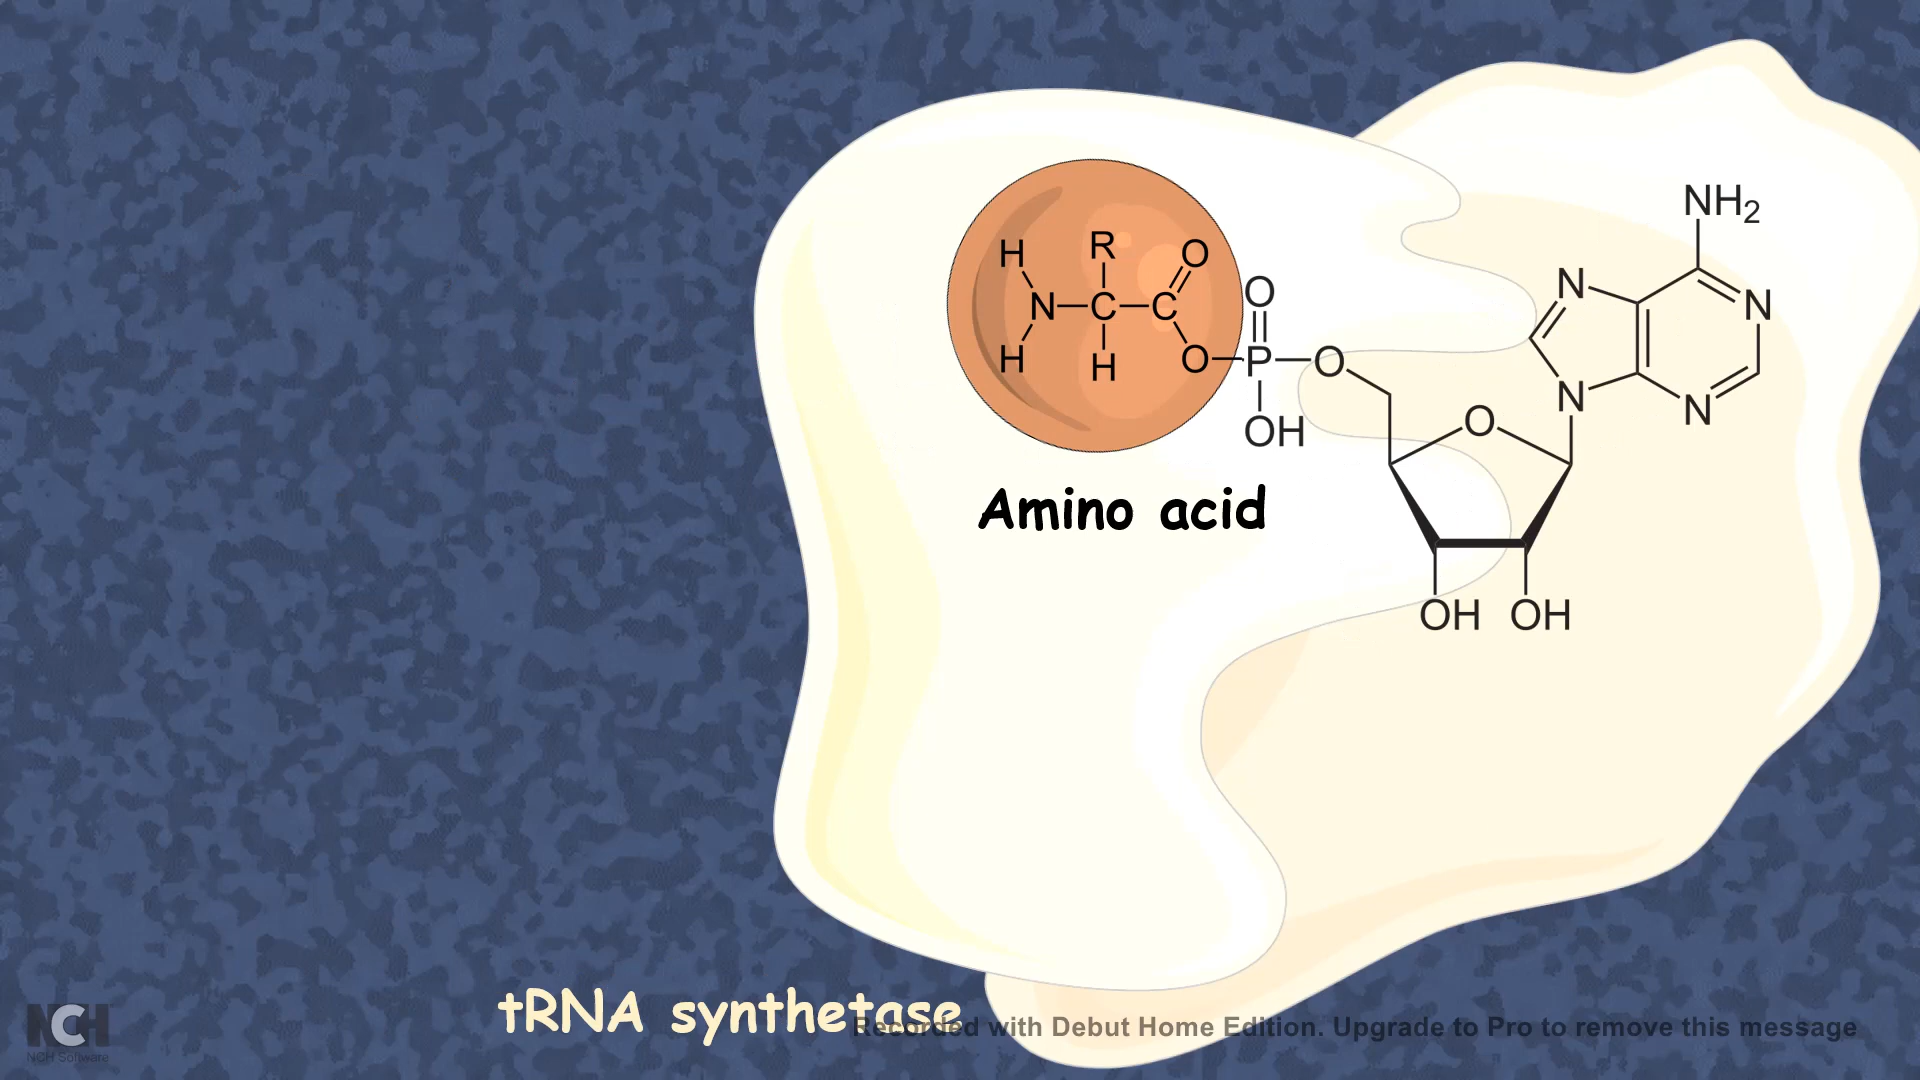 NH2
H R O O
N C C N N
H H O P O N N
OH O
Amino acid
OH OH
tRNA synthetase
Recorded with Debut Home Edition. Upgrade to Pro to remove this message
NCH
NCH Software